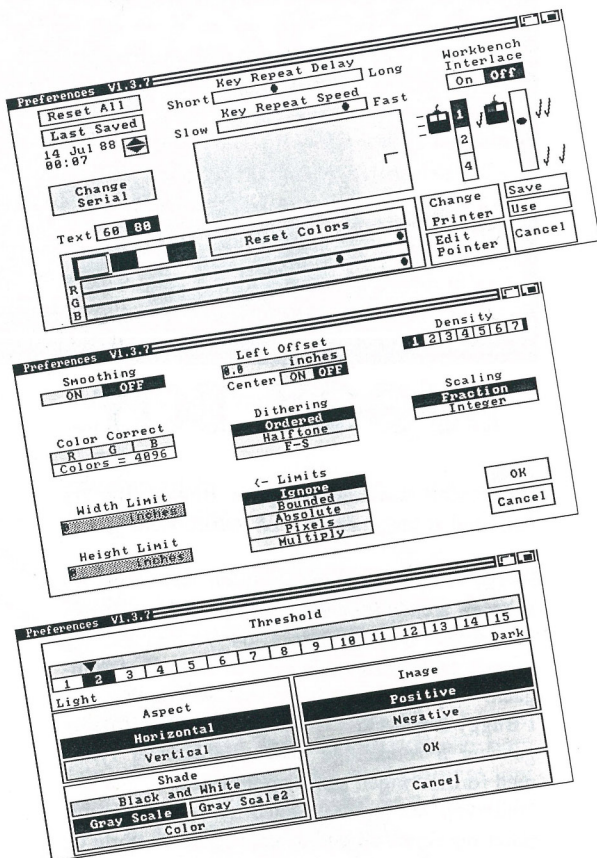 Preferences V1.3.7
Reset All
Last Saved
14 Jul 88
00:07
Change
Serial
Text 60 80
Key Repeat Delay
Short Long
Key Repeat Speed
Slow Fast
Reset Colors
R
G
B
Workbench
Interlace
On Off
1
2
4
Change
Printer
Edit
Pointer
Save
Use
Cancel
Preferences V1.3.7
Smoothing
ON OFF
Left Offset
0.0 inches
Center ON OFF
Density
1 2 3 4 5 6 7
Color Correct
R G B
Colors = 4096
Dithering
Ordered
Halftone
F-S
Scaling
Fraction
Integer
Width Limit
0 inches
Height Limit
0 inches
<- Limits
Ignore
Bounded
Absolute
Pixels
Multiply
OK
Cancel
Preferences V1.3.7
Threshold
1 2 3 4 5 6 7 8 9 10 11 12 13 14 15
Light Dark
Aspect
Horizontal
Vertical
Shade
Black and White
Gray Scale Gray Scale2
Color
Image
Positive
Negative
OK
Cancel